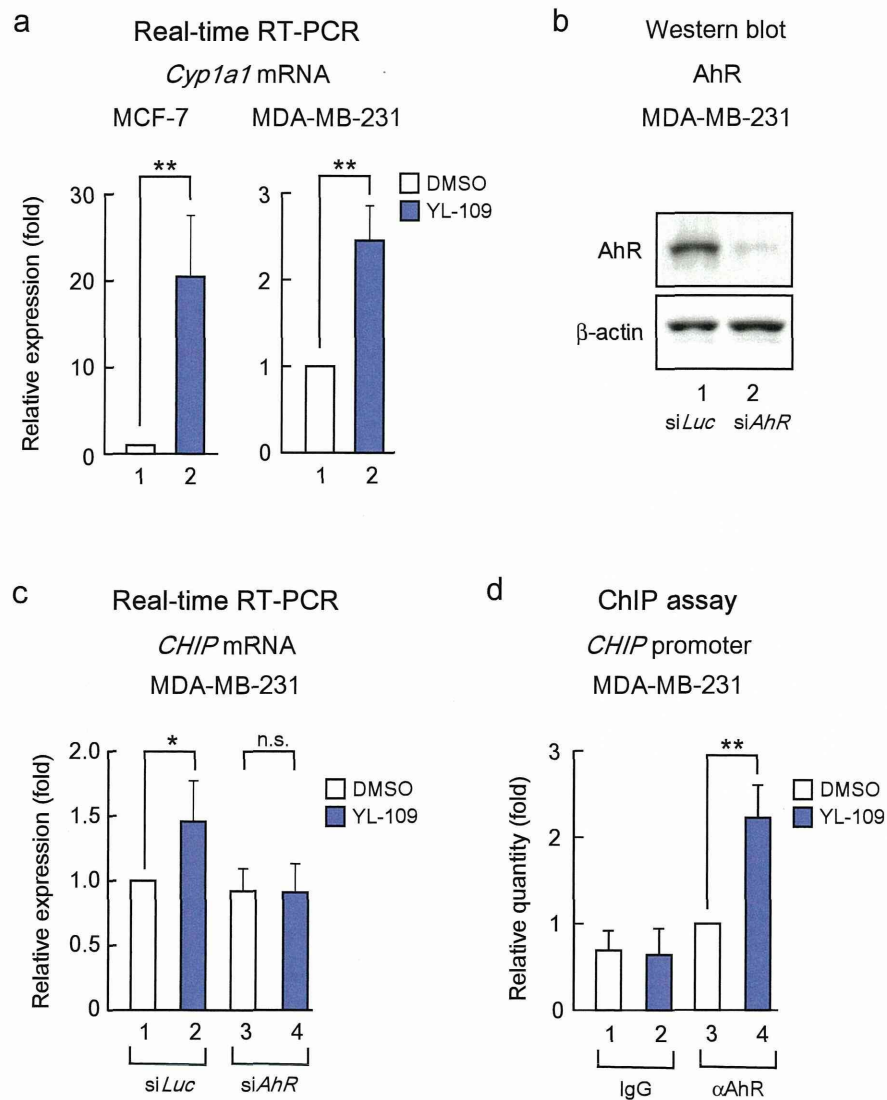 a
Real-time RT-PCR
Cyp1a1 mRNA
MCF-7
MDA-MB-231
Relative expression (fold)
30
20
10
0
**
1 2
3
2
1
0
**
1 2
DMSO
YL-109
b
Western blot
AhR
MDA-MB-231
AhR
β-actin
1 2
siLuc siAhR
c
Real-time RT-PCR
CHIP mRNA
MDA-MB-231
Relative expression (fold)
2.0
1.5
1.0
0.5
0
*
n.s.
DMSO
YL-109
1 2 3 4
siLuc siAhR
d
ChIP assay
CHIP promoter
MDA-MB-231
Relative quantity (fold)
3
2
1
0
**
DMSO
YL-109
1 2 3 4
IgG αAhR